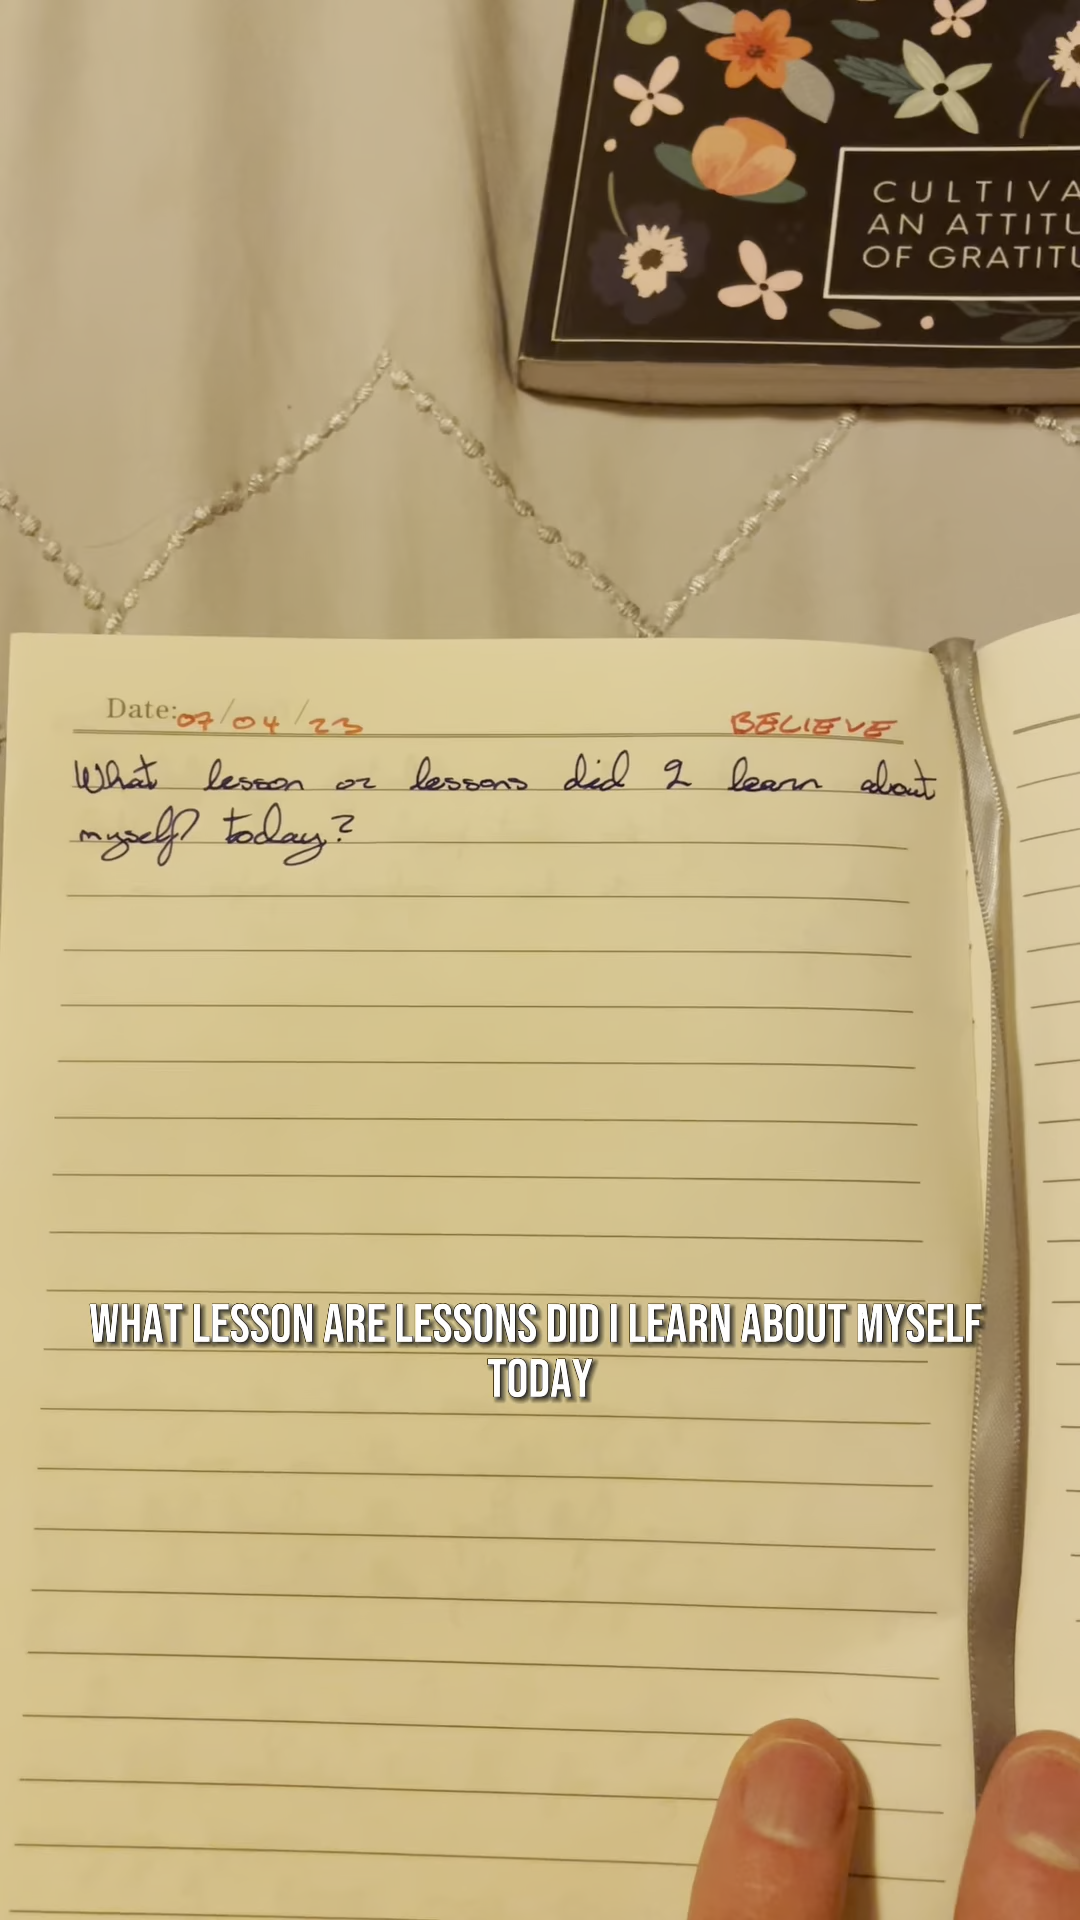 CULTIVA
AN ATTITU
OF GRATITU
Date: 07/04/23 BELIEVE
What lesson or lessons did I learn about
myself today?
WHAT LESSON ARE LESSONS DID I LEARN ABOUT MYSELF
TODAY